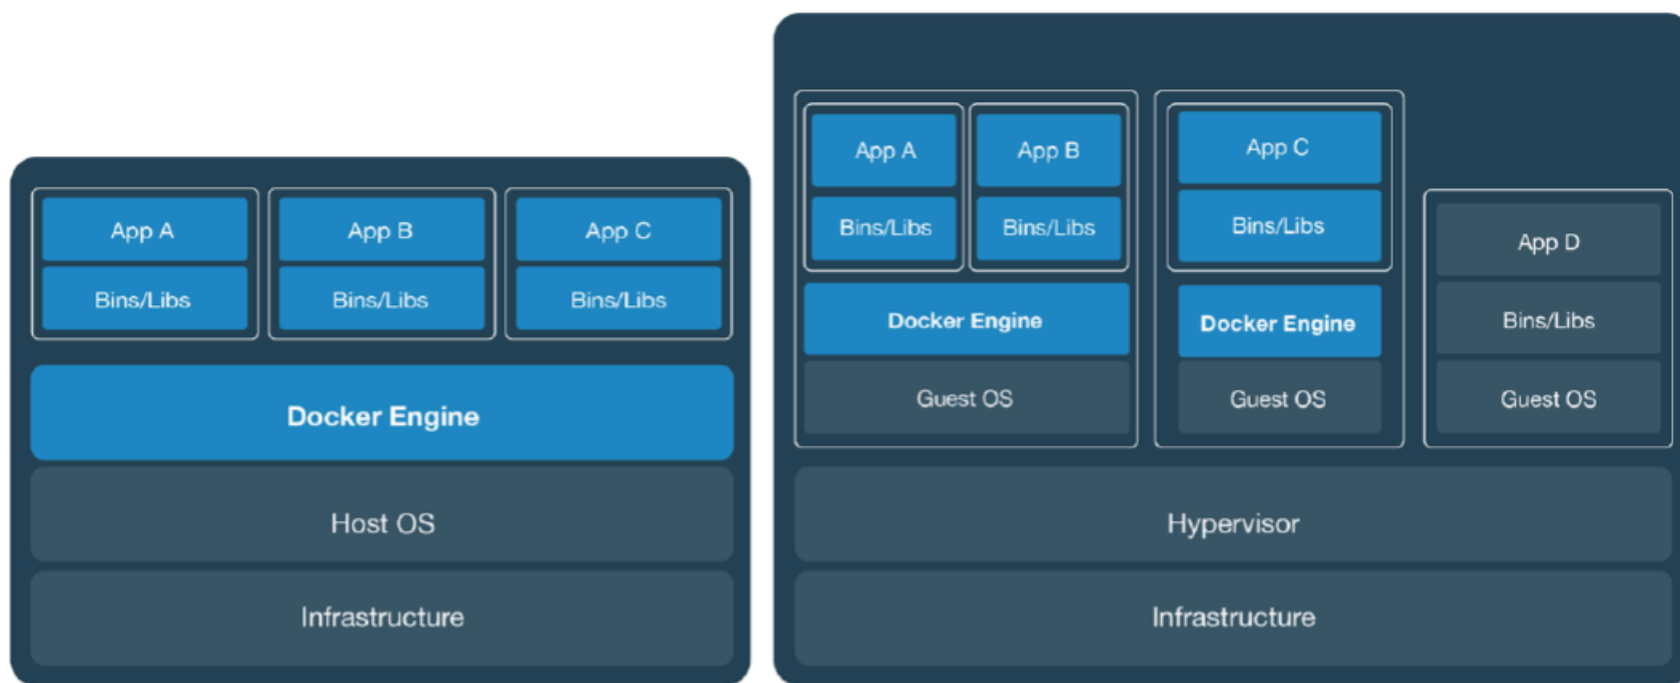 App A
App B
App C
Bins/Libs
Bins/Libs
Bins/Libs
Docker Engine
Host OS
Infrastructure
App A
App B
Bins/Libs
Bins/Libs
Docker Engine
Guest OS
App C
Bins/Libs
Docker Engine
Guest OS
App D
Bins/Libs
Guest OS
Hypervisor
Infrastructure